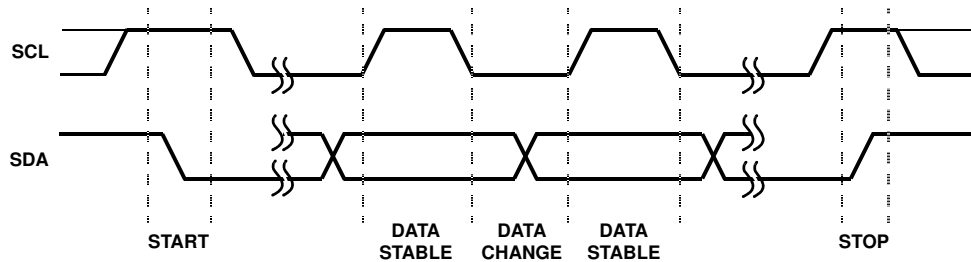 SCL
SDA
START
DATA
STABLE
DATA
CHANGE
DATA
STABLE
STOP